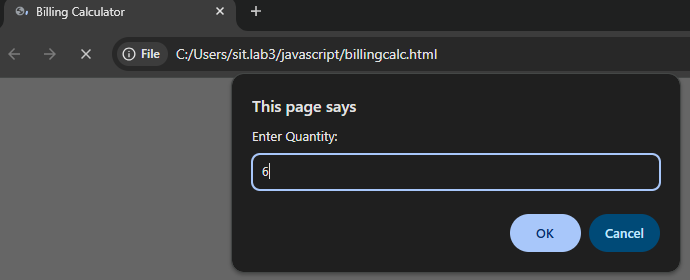 Billing Calculator
File C:/Users/sit.lab3/javascript/billingcalc.html
This page says
Enter Quantity:
6
OK Cancel